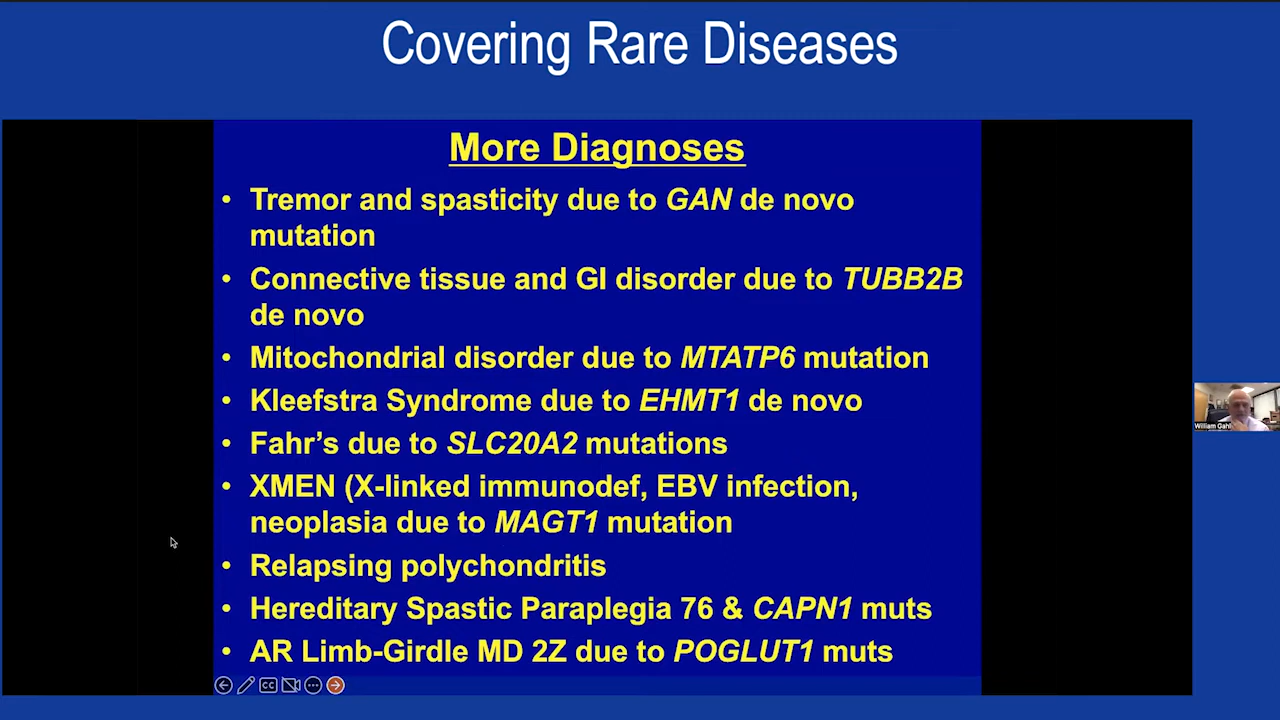 Covering Rare Diseases
More Diagnoses
• Tremor and spasticity due to GAN de novo
mutation
• Connective tissue and GI disorder due to TUBB2B
de novo
• Mitochondrial disorder due to MTATP6 mutation
• Kleefstra Syndrome due to EHMT1 de novo
• Fahr’s due to SLC20A2 mutations
• XMEN (X-linked immunodef, EBV infection,
neoplasia due to MAGT1 mutation
• Relapsing polychondritis
• Hereditary Spastic Paraplegia 76 & CAPN1 muts
• AR Limb-Girdle MD 2Z due to POGLUT1 muts
CC
William Gahl